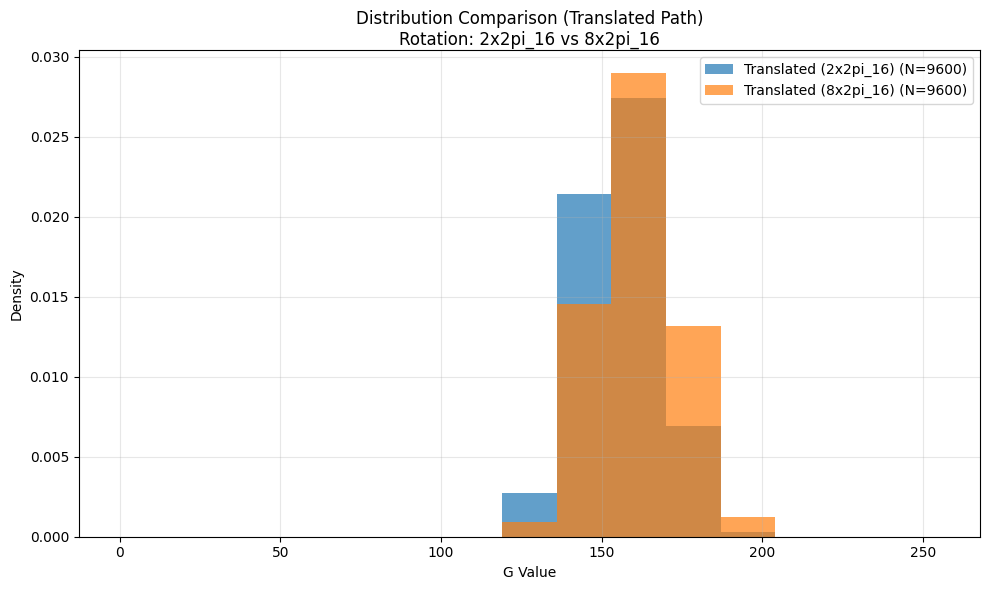 Distribution Comparison (Translated Path)
Rotation: 2x2pi_16 vs 8x2pi_16
Translated (2x2pi_16) (N=9600)
Translated (8x2pi_16) (N=9600)
0.030
0.025
0.020
0.015
0.010
0.005
0.000
Density
0 50 100 150 200 250
G Value